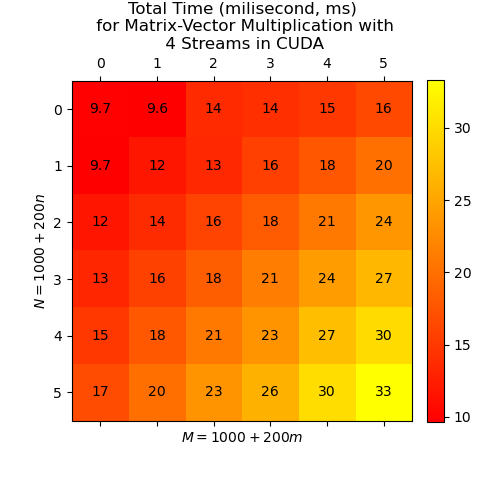 Total Time (milisecond, ms)
for Matrix-Vector Multiplication with
4 Streams in CUDA
0 1 2 3 4 5
0 9.7 9.6 14 14 15 16
1 9.7 12 13 16 18 20
2 12 14 16 18 21 24
3 13 16 18 21 24 27
4 15 18 21 23 27 30
5 17 20 23 26 30 33
N = 1000 + 200n
M = 1000 + 200m
30
25
20
15
10